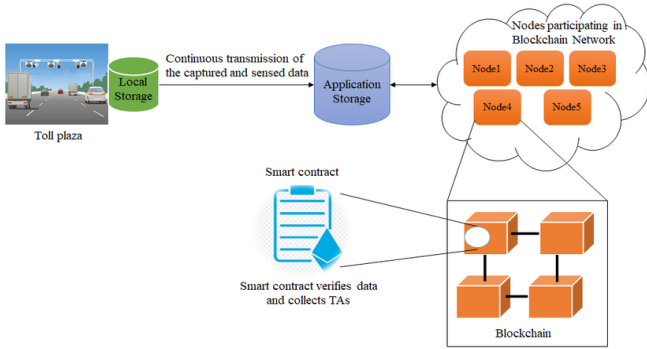 Nodes participating in
Blockchain Network
Node1
Node2
Node3
Node4
Node5
Continuous transmission of
the captured and sensed data
Local
Storage
Application
Storage
Toll plaza
Smart contract
Smart contract verifies data
and collects TAs
Blockchain